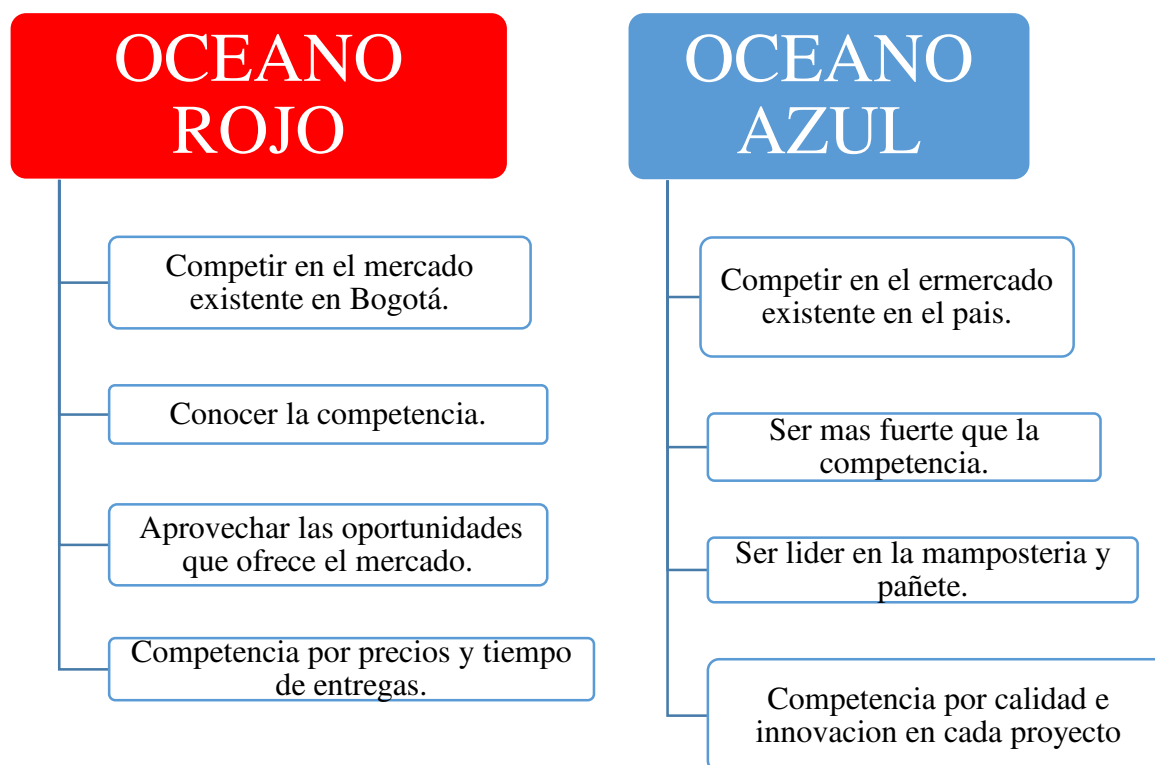 OCEANO
ROJO
Competir en el mercado
existente en Bogotá.
Conocer la competencia.
Aprovechar las oportunidades
que ofrece el mercado.
Competencia por precios y tiempo
de entregas.
OCEANO
AZUL
Competir en el ermercado
existente en el pais.
Ser mas fuerte que la
competencia.
Ser lider en la mamposteria y
pañete.
Competencia por calidad e
innovacion en cada proyecto